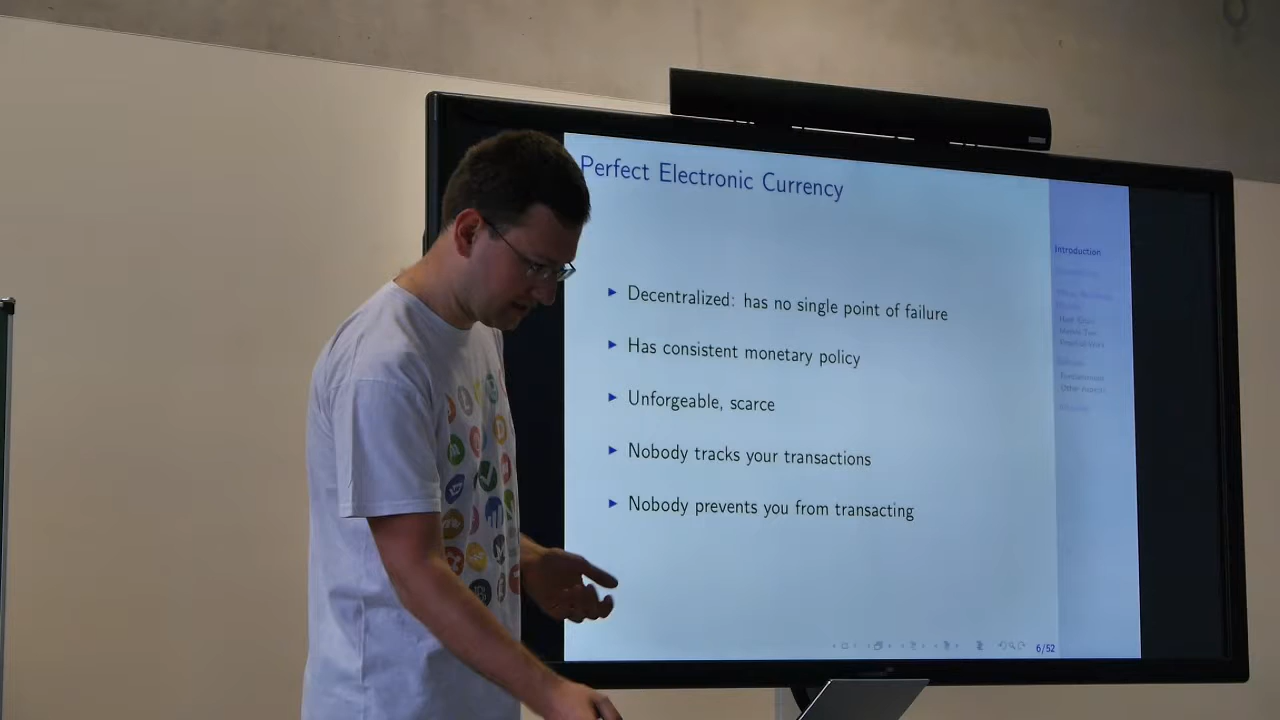 Perfect Electronic Currency
Introduction
Decentralized: has no single point of failure
Has consistent monetary policy
Unforgeable, scarce
Nobody tracks your transactions
Nobody prevents you from transacting
6/52